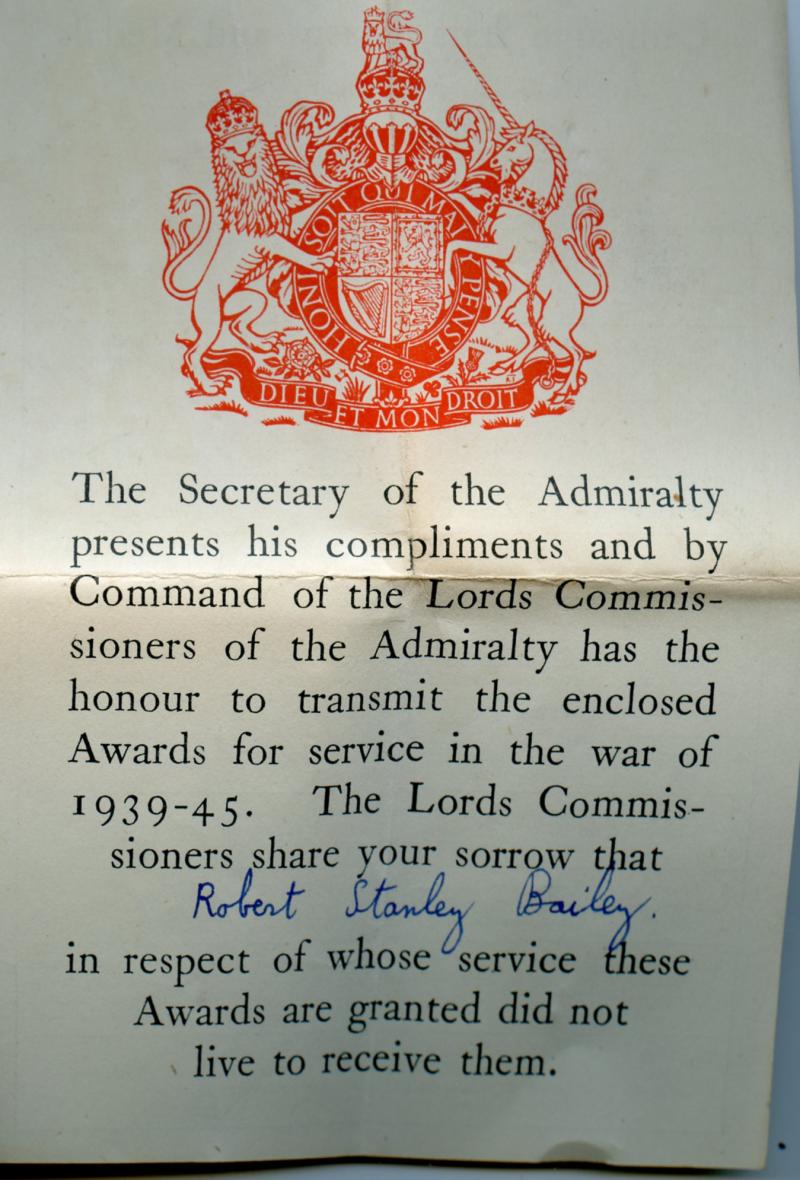 HONI SOIT QUI MAL Y PENSE
DIEU ET MON DROIT
The Secretary of the Admiralty
presents his compliments and by
Command of the Lords Commis-
sioners of the Admiralty has the
honour to transmit the enclosed
Awards for service in the war of
1939-45. The Lords Commis-
sioners share your sorrow that
Robert Stanley Bailey.
in respect of whose service these
Awards are granted did not
live to receive them.